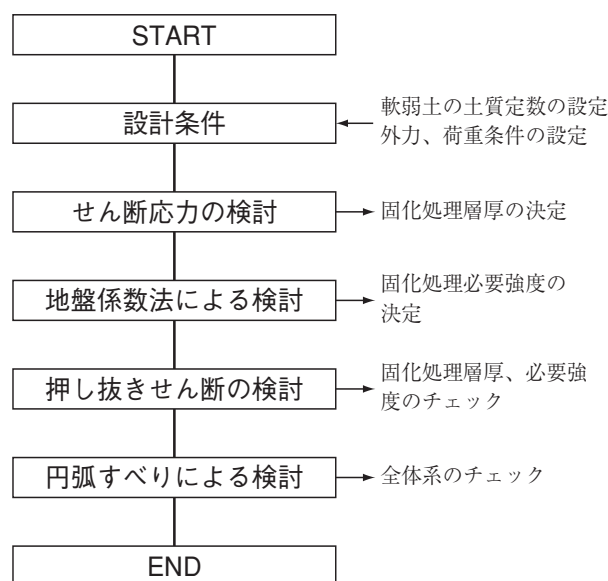 START
設計条件
軟弱土の土質定数の設定
外力、荷重条件の設定
せん断応力の検討
固化処理層厚の決定
地盤係数法による検討
固化処理必要強度の
決定
押し抜きせん断の検討
固化処理層厚、必要強
度のチェック
円弧すべりによる検討
全体系のチェック
END